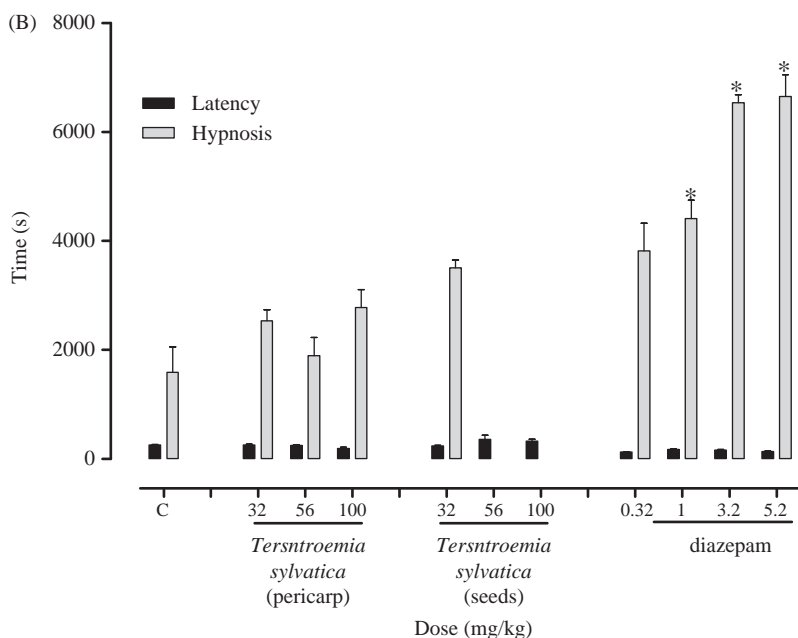 (B)
8000
6000
4000
2000
0
Time (s)
Latency
Hypnosis
*
*
*
C
32 56 100
32 56 100
0.32 1 3.2 5.2
Tersntroemia
sylvatica
(pericarp)
Tersntroemia
sylvatica
(seeds)
diazepam
Dose (mg/kg)